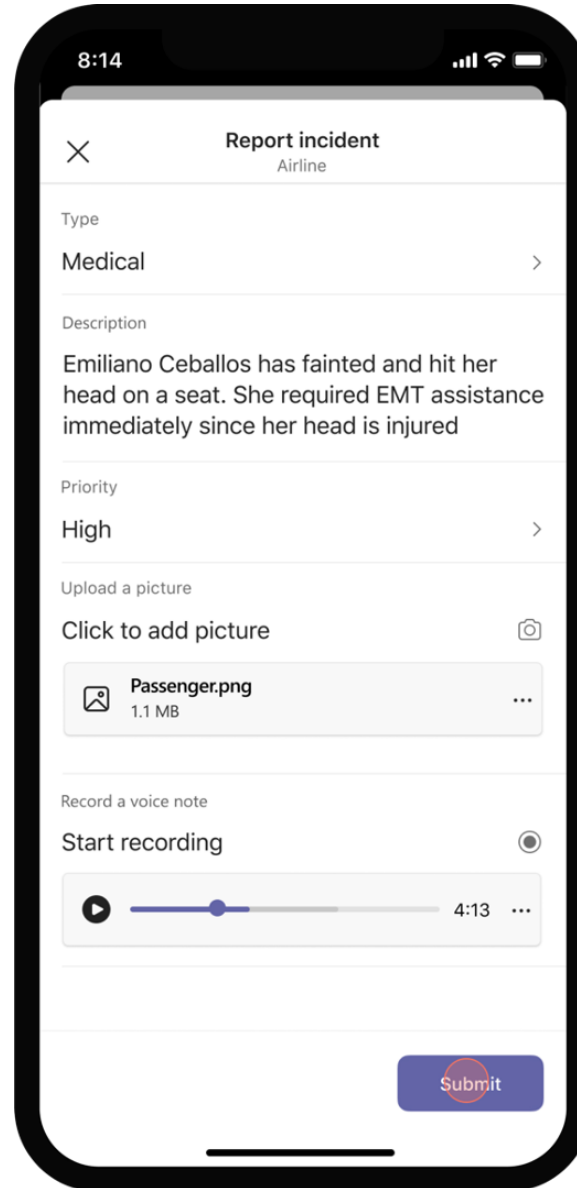 8:14
Report incident
Airline
Type
Medical
Description
Emiliano Ceballos has fainted and hit her
head on a seat. She required EMT assistance
immediately since her head is injured
Priority
High
Upload a picture
Click to add picture
Passenger.png
1.1 MB
Record a voice note
Start recording
4:13
Submit